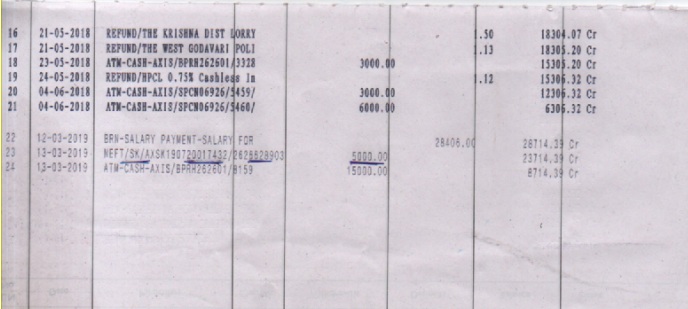 16 21-05-2018 REFUND/THE KRISHNA DIST LORRY 1.50 18304.07 Cr
17 21-05-2018 REFUND/THE WEST GODAVARI POLI 1.13 18305.20 Cr
18 23-05-2018 ATM-CASH-AXIS/BPRH262601/3328 3000.00 15305.20 Cr
19 24-05-2018 REFUND/HPCL 0.75% Cashless In 1.12 15306.32 Cr
20 04-06-2018 ATM-CASH-AXIS/SPCN06926/5459/ 3000.00 12306.32 Cr
21 04-06-2018 ATM-CASH-AXIS/SPCN06926/5460/ 6000.00 6306.32 Cr
22 12-03-2019 BRN-SALARY PAYMENT-SALARY FOR 28406.00 28714.39 Cr
23 13-03-2019 NEFT/SK/AXSK190720017432/2628828903 5000.00 23714.39 Cr
24 13-03-2019 ATM-CASH-AXIS/BPRH262601/8159 15000.00 8714.39 Cr